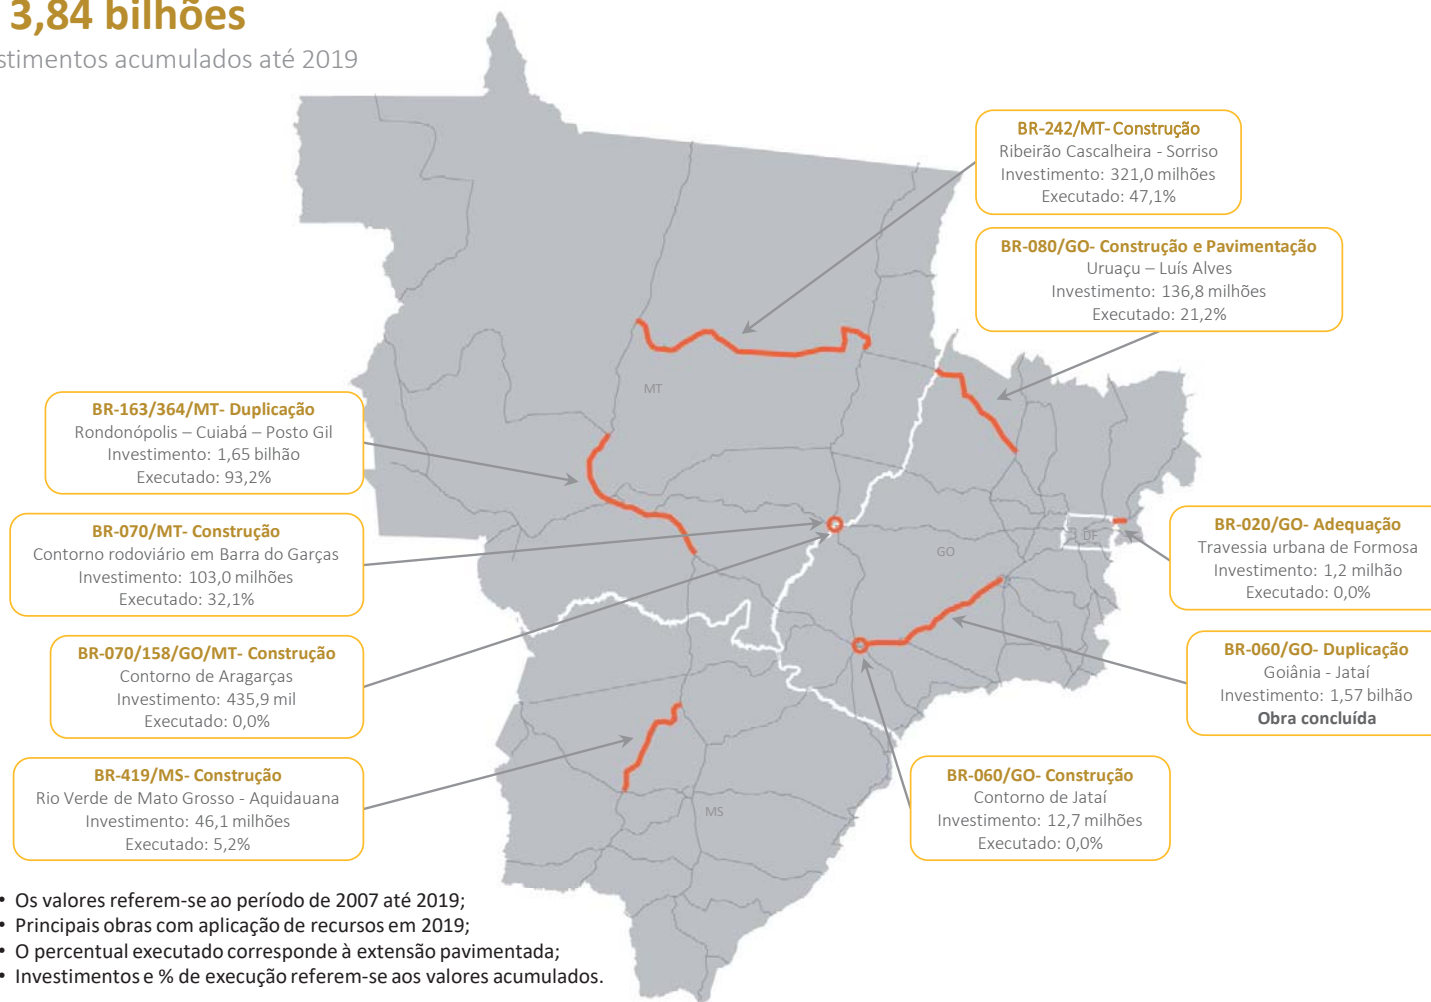 3,84 bilhões
stimentos acumulados até 2019
BR-242/MT- Construção
Ribeirão Cascalheira - Sorriso
Investimento: 321,0 milhões
Executado: 47,1%
BR-080/GO- Construção e Pavimentação
Uruaçu – Luís Alves
Investimento: 136,8 milhões
Executado: 21,2%
MT
BR-163/364/MT- Duplicação
Rondonópolis – Cuiabá – Posto Gil
Investimento: 1,65 bilhão
Executado: 93,2%
BR-070/MT- Construção
Contorno rodoviário em Barra do Garças
Investimento: 103,0 milhões
Executado: 32,1%
BR-020/GO- Adequação
Travessia urbana de Formosa
Investimento: 1,2 milhão
Executado: 0,0%
DF
GO
BR-070/158/GO/MT- Construção
Contorno de Aragarças
Investimento: 435,9 mil
Executado: 0,0%
BR-060/GO- Duplicação
Goiânia - Jataí
Investimento: 1,57 bilhão
Obra concluída
BR-419/MS- Construção
Rio Verde de Mato Grosso - Aquidauana
Investimento: 46,1 milhões
Executado: 5,2%
BR-060/GO- Construção
Contorno de Jataí
Investimento: 12,7 milhões
Executado: 0,0%
MS
• Os valores referem-se ao período de 2007 até 2019;
• Principais obras com aplicação de recursos em 2019;
• O percentual executado corresponde à extensão pavimentada;
• Investimentos e % de execução referem-se aos valores acumulados.